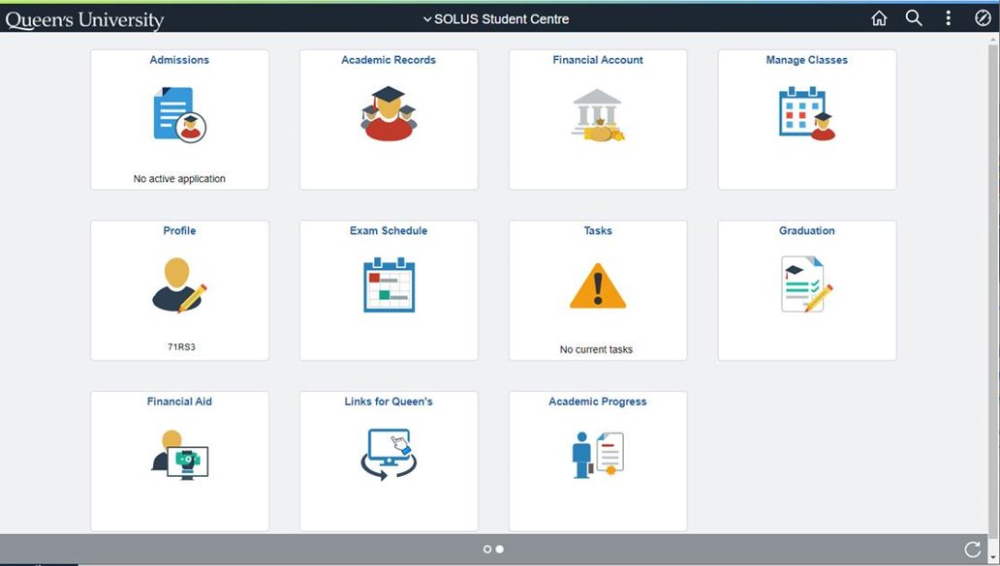 Queen's University
SOLUS Student Centre
Admissions
No active application
Academic Records
Financial Account
Manage Classes
Profile
71RS3
Exam Schedule
Tasks
No current tasks
Graduation
Financial Aid
Links for Queen's
Academic Progress